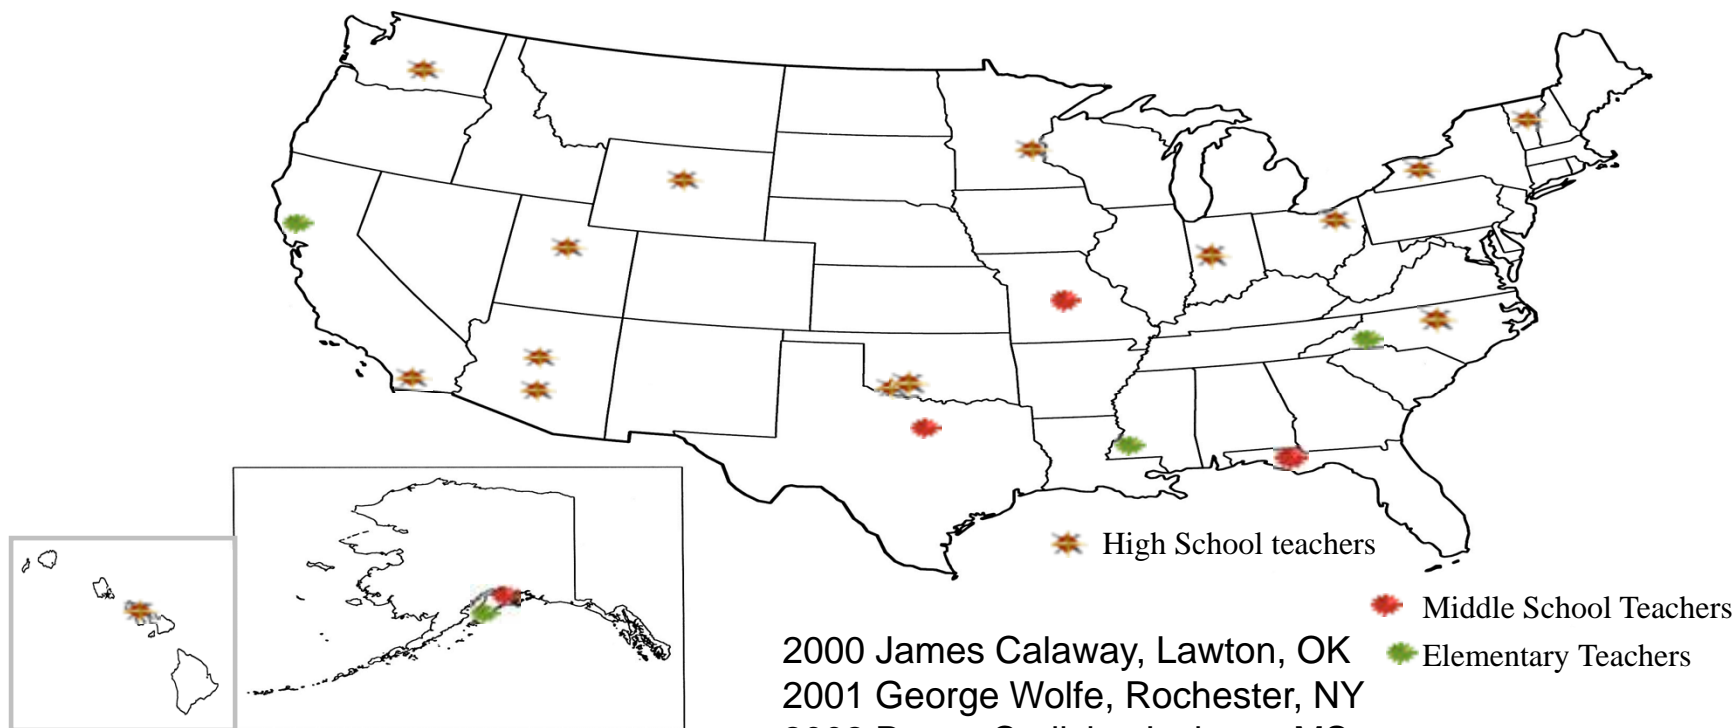 High School teachers
Middle School Teachers
Elementary Teachers
2000 James Calaway, Lawton, OK
2001 George Wolfe, Rochester, NY